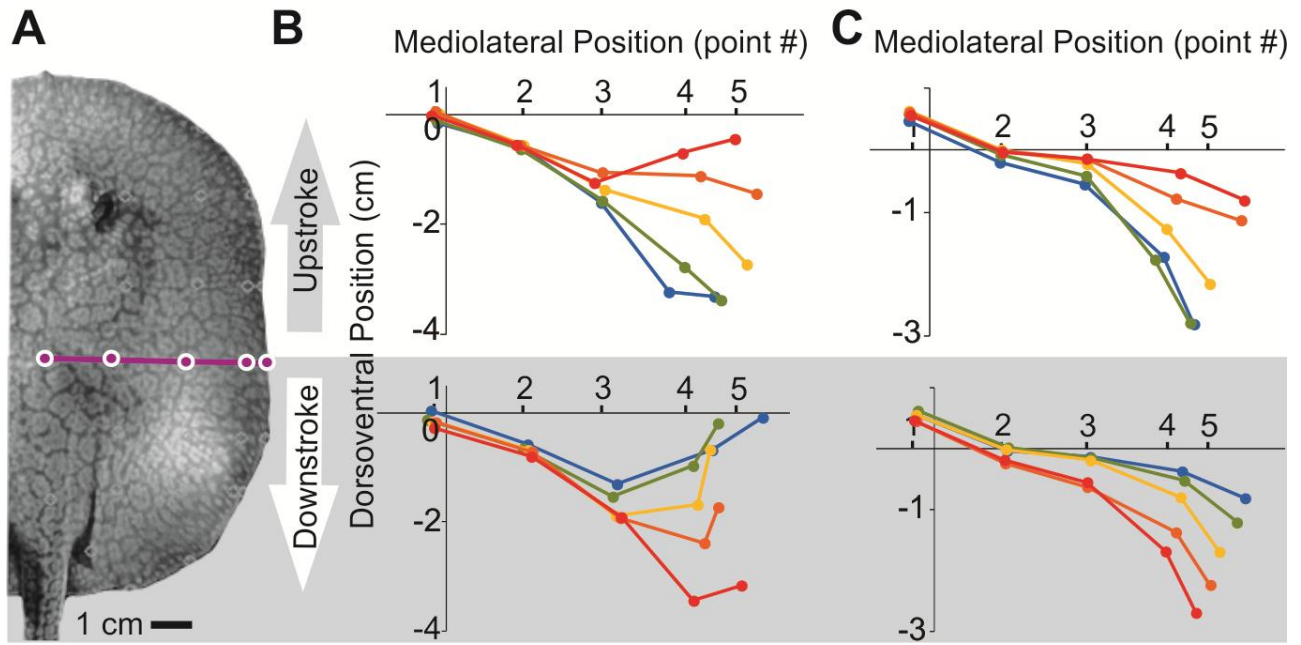 A
B
C
Mediolateral Position (point #)
Mediolateral Position (point #)
Upstroke
Downstroke
1 cm
Dorsoventral Position (cm)
1 2 3 4 5
0
-2
-4
1 2 3 4 5
-1
-3
1 2 3 4 5
0
-2
-4
1 2 3 4 5
-1
-3